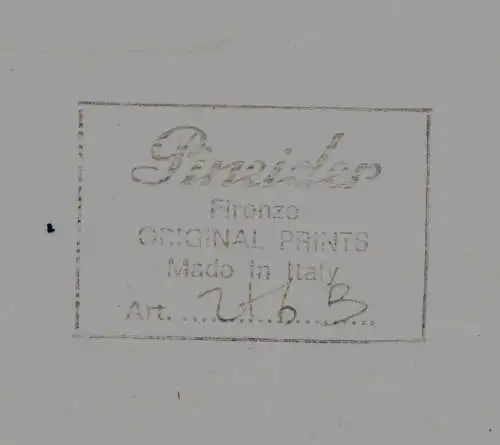 Pineider
Firenze
ORIGINAL PRINTS
Made in Italy
Art. ....................